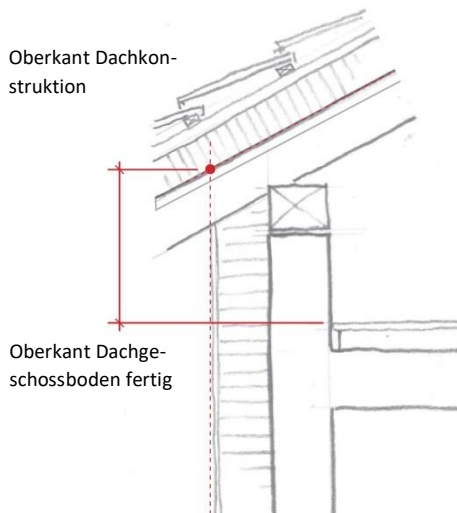 Oberkant Dachkon-
struktion
Oberkant Dachge-
schossboden fertig